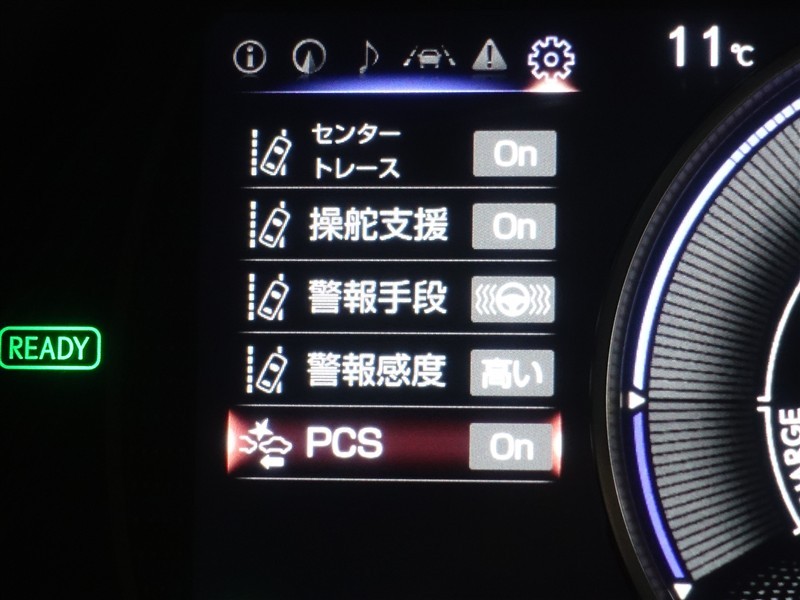 11℃
センター
トレース
On
操舵支援
On
警報手段
警報感度
高い
PCS
On
READY
HARGE